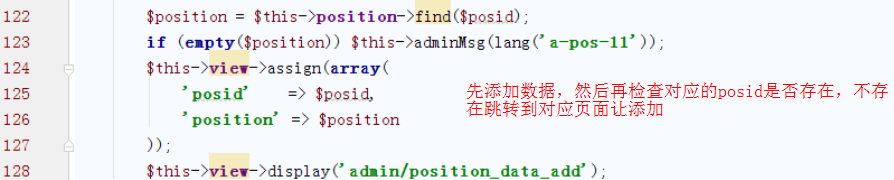 122 $position = $this->position->find($posid);
123 if (empty($position)) $this->adminMsg(lang('a-pos-11'));
124 $this->view->assign(array(
125 'posid' => $posid, 先添加数据，然后再检查对应的posid是否存在，不存
126 'position' => $position 在跳转到对应页面让添加
127 ));
128 $this->view->display('admin/position_data_add');